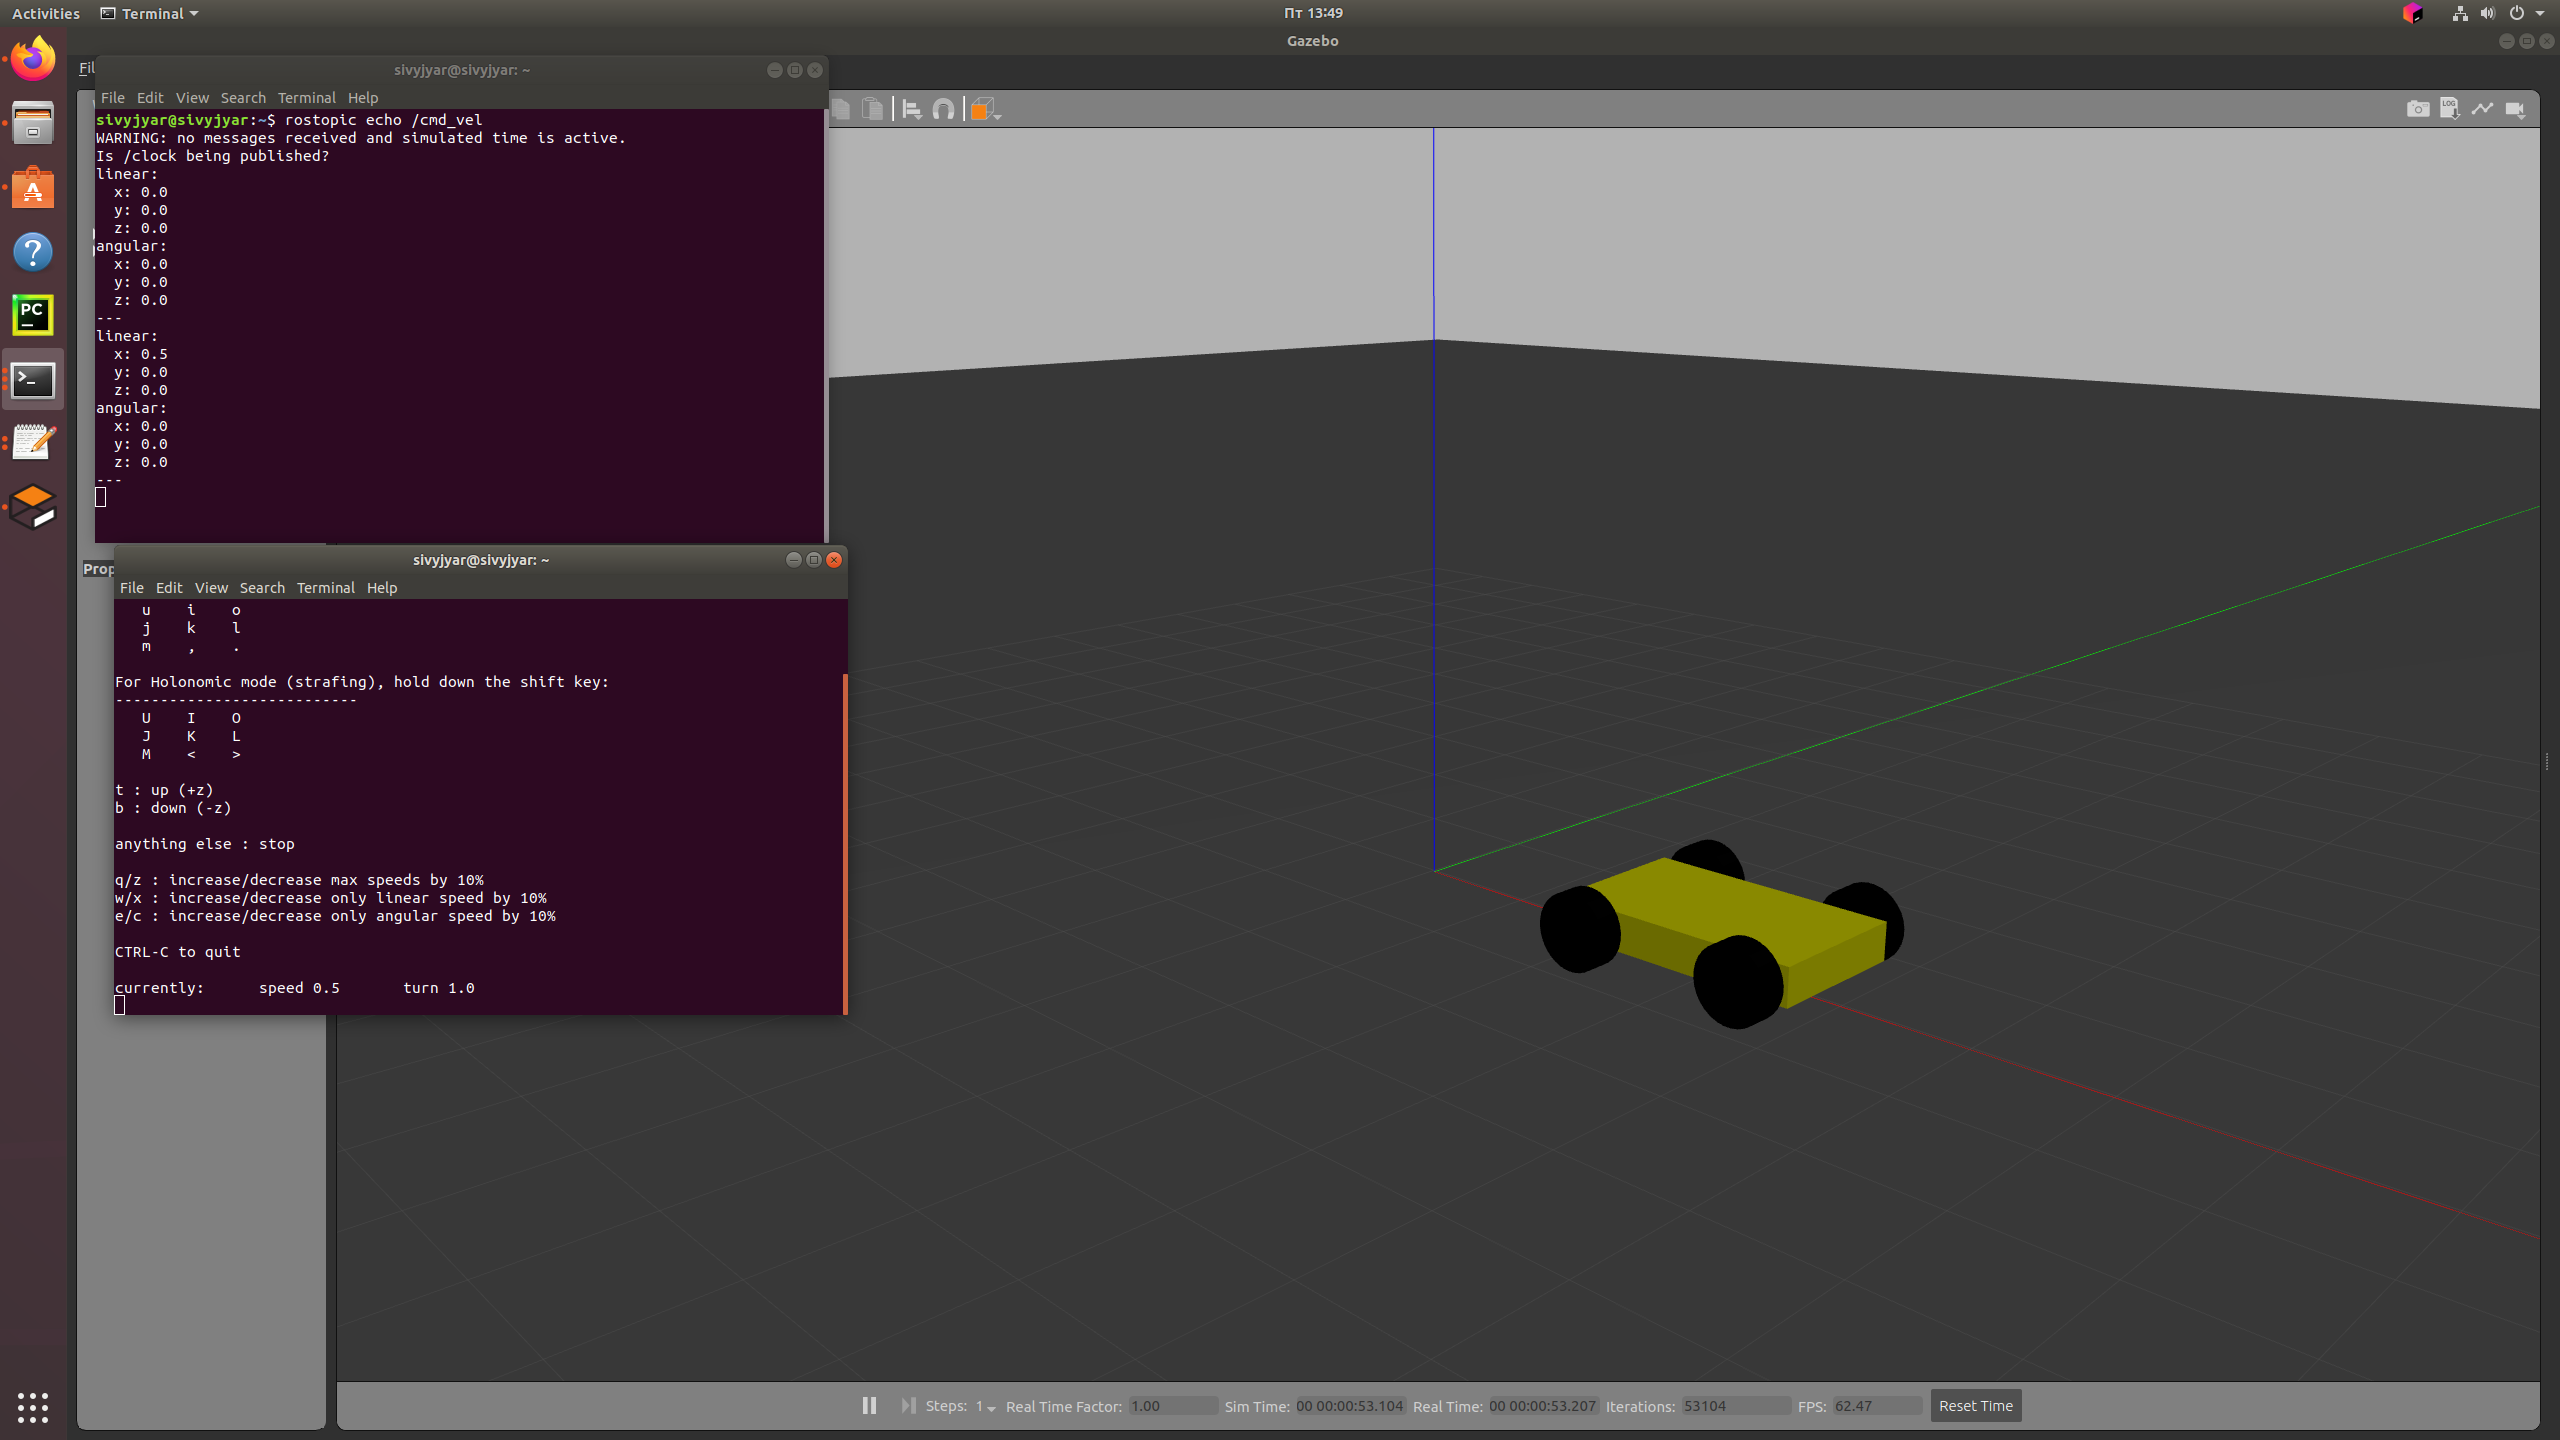 Activities
Terminal
Пт 13:49
Gazebo
Fil
sivyjyar@sivyjyar: ~
File Edit View Search Terminal Help
sivyjyar@sivyjyar:~$ rostopic echo /cmd_vel
WARNING: no messages received and simulated time is active.
Is /clock being published?
linear:
x: 0.0
y: 0.0
z: 0.0
angular:
x: 0.0
y: 0.0
z: 0.0
---
linear:
x: 0.5
y: 0.0
z: 0.0
angular:
x: 0.0
y: 0.0
z: 0.0
---
LOG
PC
Prop
sivyjyar@sivyjyar: ~
File Edit View Search Terminal Help
u i o
j k l
m , .
For Holonomic mode (strafing), hold down the shift key:
---------------------------
U I O
J K L
M < >
t : up (+z)
b : down (-z)
anything else : stop
q/z : increase/decrease max speeds by 10%
w/x : increase/decrease only linear speed by 10%
e/c : increase/decrease only angular speed by 10%
CTRL-C to quit
currently: speed 0.5 turn 1.0
Steps: 1 Real Time Factor: 1.00 Sim Time: 00 00:00:53.104 Real Time: 00 00:00:53.207 Iterations: 53104 FPS: 62.47 Reset Time